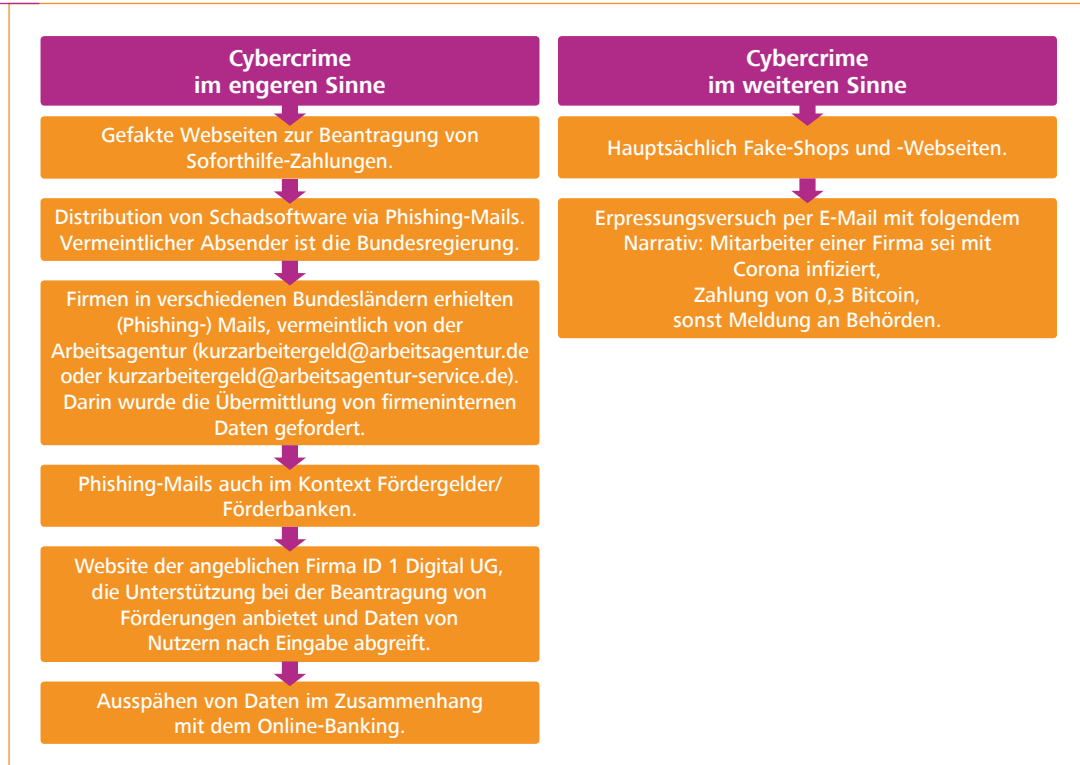 Cybercrime
im engeren Sinne
Gefakte Webseiten zur Beantragung von
Soforthilfe-Zahlungen.
Distribution von Schadsoftware via Phishing-Mails.
Vermeintlicher Absender ist die Bundesregierung.
Firmen in verschiedenen Bundesländern erhielten
(Phishing-) Mails, vermeintlich von der
Arbeitsagentur (kurzarbeitergeld@arbeitsagentur.de
oder kurzarbeitergeld@arbeitsagentur-service.de).
Darin wurde die Übermittlung von firmeninternen
Daten gefordert.
Phishing-Mails auch im Kontext Fördergelder/
Förderbanken.
Website der angeblichen Firma ID 1 Digital UG,
die Unterstützung bei der Beantragung von
Förderungen anbietet und Daten von
Nutzern nach Eingabe abgreift.
Ausspähen von Daten im Zusammenhang
mit dem Online-Banking.
Cybercrime
im weiteren Sinne
Hauptsächlich Fake-Shops und -Webseiten.
Erpressungsversuch per E-Mail mit folgendem
Narrativ: Mitarbeiter einer Firma sei mit
Corona infiziert,
Zahlung von 0,3 Bitcoin,
sonst Meldung an Behörden.